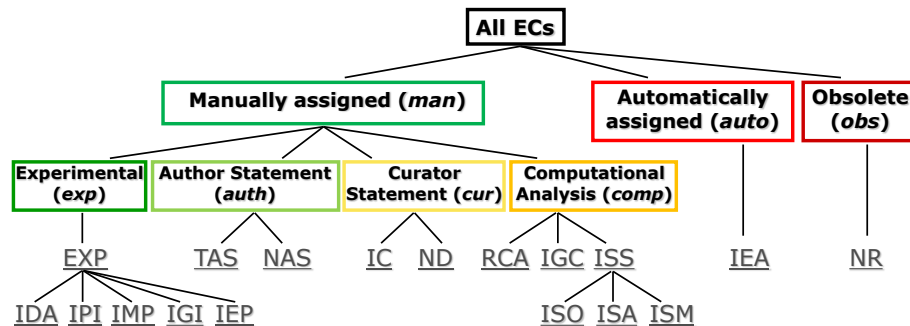 All ECs
Manually assigned (man)
Automatically
assigned (auto)
Obsolete
(obs)
Experimental
(exp)
Author Statement
(auth)
Curator
Statement (cur)
Computational
Analysis (comp)
EXP
TAS
NAS
IC
ND
RCA
IGC
ISS
IEA
NR
IDA
IPI
IMP
IGI
IEP
ISO
ISA
ISM